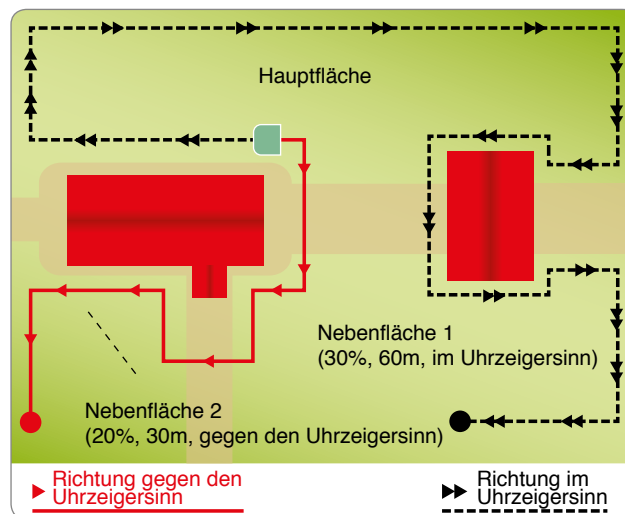 Hauptfläche
Nebenfläche 1
(30%, 60m, im Uhrzeigersinn)
Nebenfläche 2
(20%, 30m, gegen den Uhrzeigersinn)
Richtung gegen den
Uhrzeigersinn
Richtung im
Uhrzeigersinn